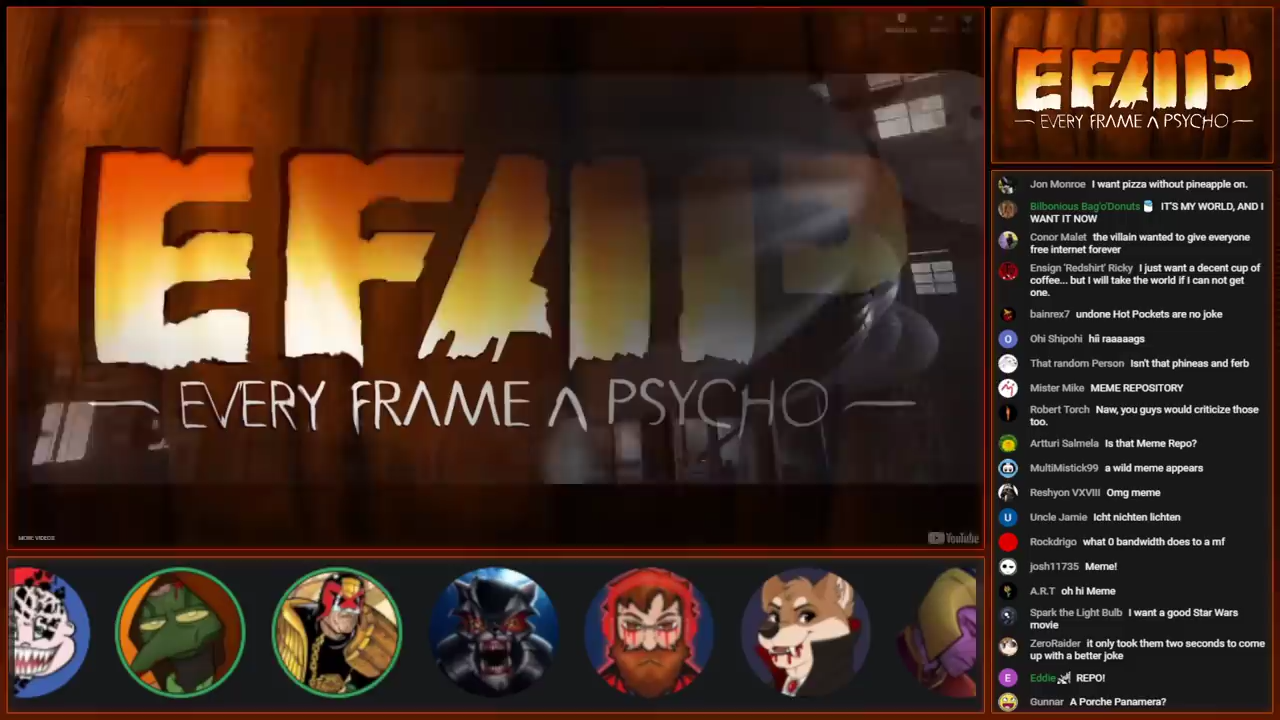 EFAP
EVERY FRAME A PSYCHO
MORE VIDEOS
YouTube
EFAP
EVERY FRAME A PSYCHO
Jon Monroe I want pizza without pineapple on.
Bilbonious Bag'o'Donuts IT'S MY WORLD, AND I
WANT IT NOW
Conor Malet the villain wanted to give everyone
free internet forever
Ensign 'Redshirt' Ricky I just want a decent cup of
coffee... but I will take the world if I can not get
one.
bainrex7 undone Hot Pockets are no joke
O Ohi Shipohi hii raaaaags
That random Person Isn't that phineas and ferb
Mister Mike MEME REPOSITORY
Robert Torch Naw, you guys would criticize those
too.
Artturi Salmela Is that Meme Repo?
MultiMistick99 a wild meme appears
Reshyon VXVIII Omg meme
U Uncle Jamie Icht nichten lichten
Rockdrigo what 0 bandwidth does to a mf
josh11735 Meme!
A.R.T oh hi Meme
Spark the Light Bulb I want a good Star Wars
movie
ZeroRaider it only took them two seconds to come
up with a better joke
E Eddie REPO!
Gunnar A Porche Panamera?